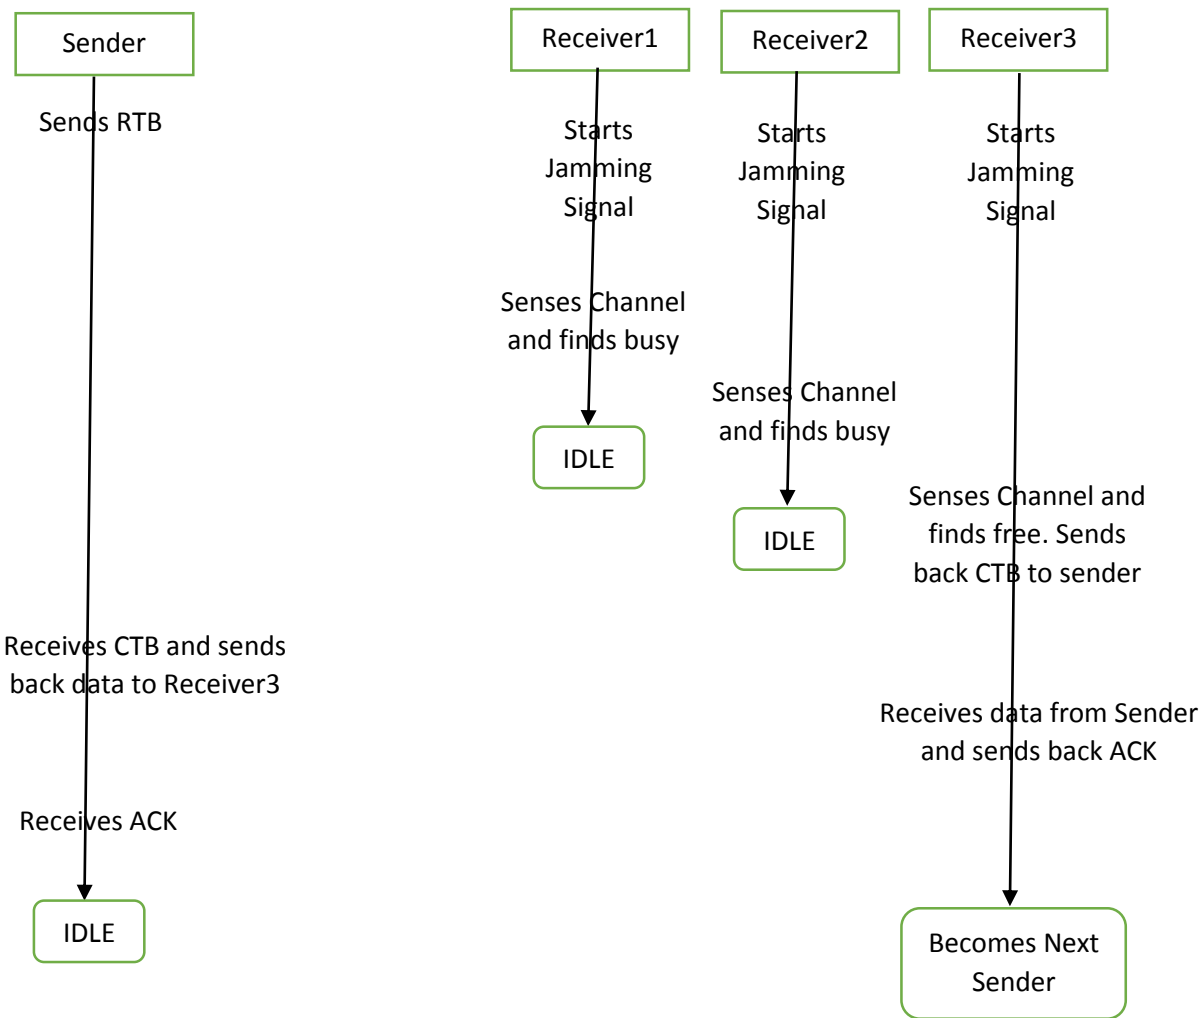 Sender
Receiver1
Receiver2
Receiver3
Sends RTB
Starts
Jamming
Signal
Starts
Jamming
Signal
Starts
Jamming
Signal
Senses Channel
and finds busy
Senses Channel
and finds busy
IDLE
Senses Channel and
finds free. Sends
back CTB to sender
IDLE
Receives CTB and sends
back data to Receiver3
Receives data from Sender
and sends back ACK
Receives ACK
IDLE
Becomes Next
Sender